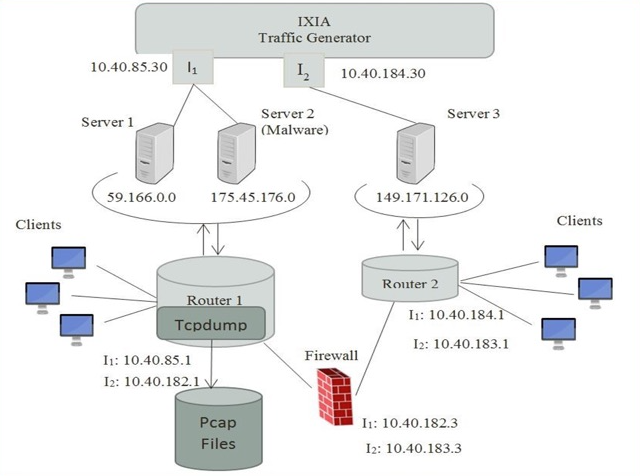 IXIA
Traffic Generator
10.40.85.30
I₁
I₂
10.40.184.30
Server 1
Server 2
(Malware)
Server 3
59.166.0.0
175.45.176.0
149.171.126.0
Clients
Clients
Router 1
Tcpdump
Router 2
I₁: 10.40.184.1
I₂: 10.40.183.1
I₁: 10.40.85.1
I₂: 10.40.182.1
Firewall
Pcap
Files
I₁: 10.40.182.3
I₂: 10.40.183.3